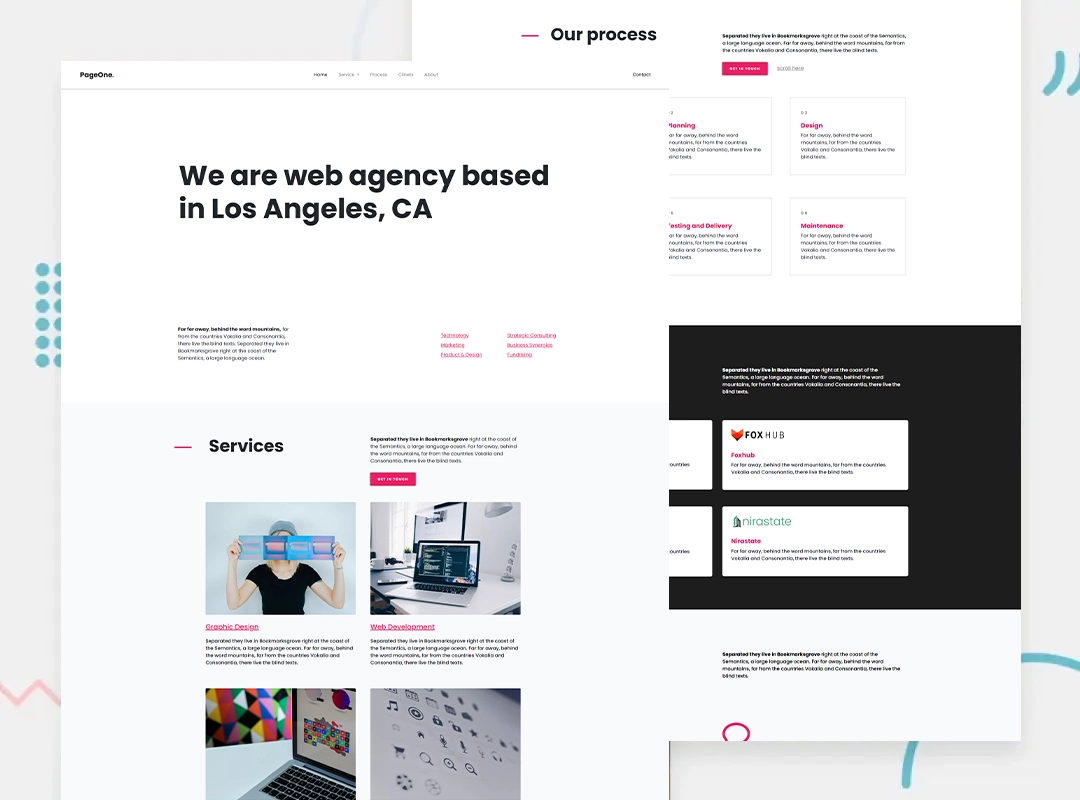 PageOne.
Home Service Process Clinets About
Contact
We are web agency based
in Los Angeles, CA
Far far away, behind the word mountains, far
from the countries Vokalia and Consonantia,
there live the blind texts. Separated they live in
Bookmarksgrove right at the coast of the
Semantics, a large language ocean.
Technology
Marketing
Product & Design
Strategic Consulting
Business Synergies
Fundraising
Services
Separated they live in Bookmarksgrove right at the coast of
the Semantics, a large language ocean. Far far away, behind
the word mountains, far from the countries Vokalia and
Consonantia, there live the blind texts.
GET IN TOUCH
Graphic Design
Separated they live in Bookmarksgrove right at the coast of
the Semantics, a large language ocean. Far far away, behind
the word mountains, far from the countries Vokalia and
Consonantia, there live the blind texts.
Web Development
Separated they live in Bookmarksgrove right at the coast of
the Semantics, a large language ocean. Far far away, behind
the word mountains, far from the countries Vokalia and
Consonantia, there live the blind texts.
Our process
Separated they live in Bookmarksgrove right at the coast of the Semantics,
a large language ocean. Far far away, behind the word mountains, far from
the countries Vokalia and Consonantia, there live the blind texts.
GET IN TOUCH
scroll here
lanning
far away, behind the word
mountains, far from the countries
Vokalia and Consonantia, there live the
blind texts.
03
Design
Far far away, behind the word
mountains, far from the countries
Vokalia and Consonantia, there live the
blind texts.
esting and Delivery
far away, behind the word
mountains, far from the countries
Vokalia and Consonantia, there live the
blind texts.
06
Maintenance
Far far away, behind the word
mountains, far from the countries
Vokalia and Consonantia, there live the
blind texts.
Separated they live in Bookmarksgrove right at the coast of the
Semantics, a large language ocean. Far far away, behind the word
mountains, far from the countries Vokalia and Consonantia, there live the
blind texts.
ountries
FOXHUB
Foxhub
Far far away, behind the word mountains, far from the countries
Vokalia and Consonantia, there live the blind texts.
ountries
nirastate
Nirastate
Far far away, behind the word mountains, far from the countries
Vokalia and Consonantia, there live the blind texts.
Separated they live in Bookmarksgrove right at the coast of the
Semantics, a large language ocean. Far far away, behind the word
mountains, far from the countries Vokalia and Consonantia, there live the
blind texts.